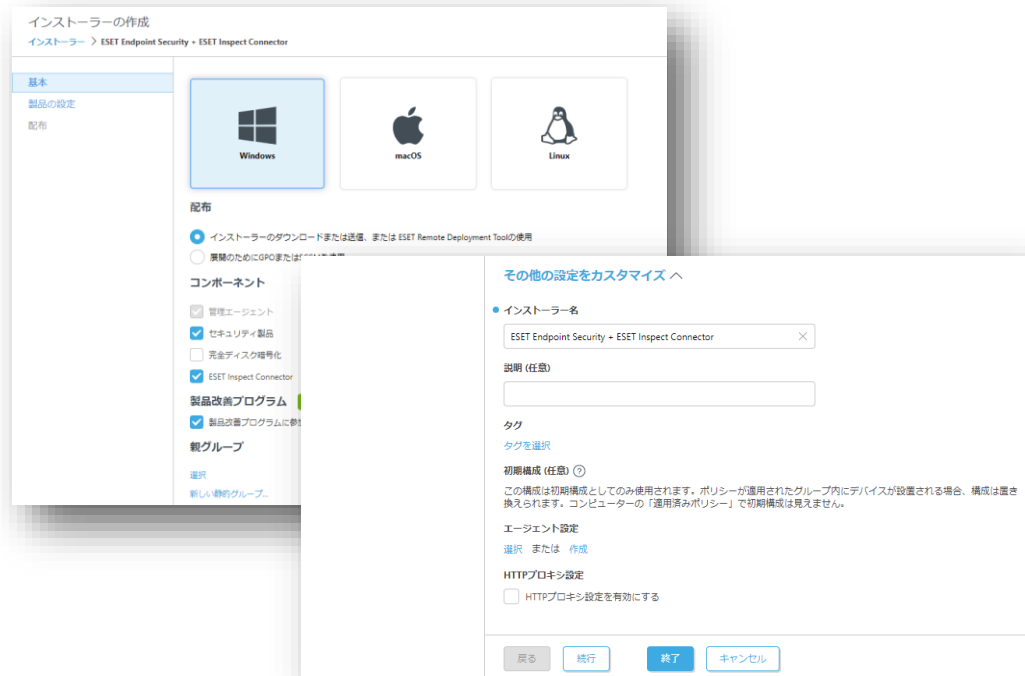 インストーラーの作成
インストーラー > ESET Endpoint Security + ESET Inspect Connector
基本
製品の設定
配布
Windows
macOS
Linux
配布
インストーラーのダウンロードまたは送信、または ESET Remote Deployment Toolの使用
展開のためにGPOまたは
コンポーネント
管理エージェント
セキュリティ製品
完全ディスク暗号化
ESET Inspect Connector
製品改善プログラム
製品改善プログラムに参
親グループ
選択
新しい静的グループ...
その他の設定をカスタマイズ
インストーラー名
ESET Endpoint Security + ESET Inspect Connector
説明 (任意)
タグ
タグを選択
初期構成 (任意) ?
この構成は初期構成としてのみ使用されます。ポリシーが適用されたグループ内にデバイスが設置される場合、構成は置き
換えられます。コンピューターの「適用済みポリシー」で初期構成は見えません。
エージェント設定
選択 または 作成
HTTPプロキシ設定
HTTPプロキシ設定を有効にする
戻る 続行 終了 キャンセル